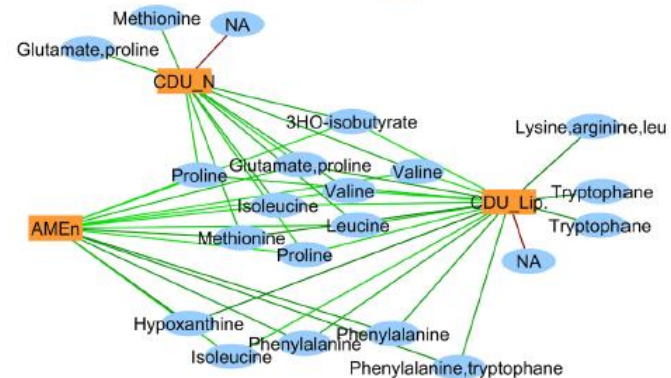 Methionine
NA
Glutamate,proline
CDU_N
3HO-isobutyrate
Lysine,arginine,leu
Glutamate,proline
Valine
Proline
Valine
Tryptophane
Isoleucine
CDU_Lip.
AMEn
Leucine
Tryptophane
Methionine
Proline
NA
Hypoxanthine
Phenylalanine
Phenylalanine
Isoleucine
Phenylalanine,tryptophane